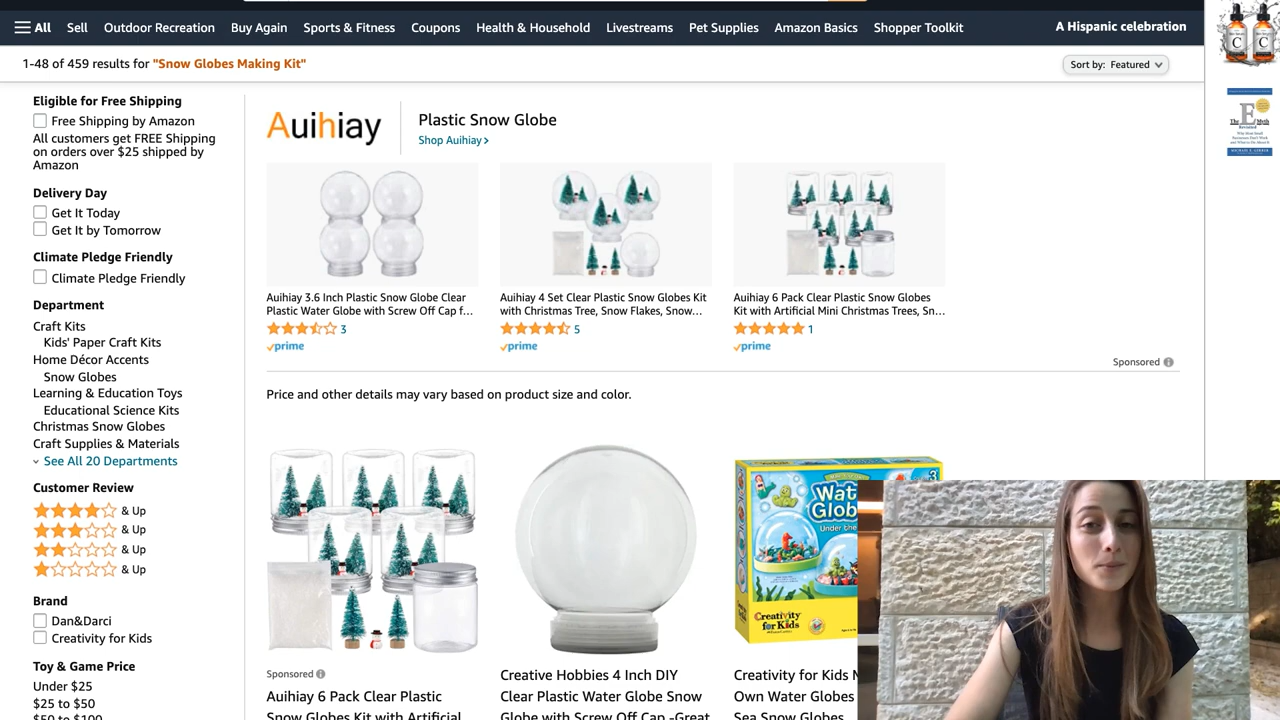 All
Sell
Outdoor Recreation
Buy Again
Sports & Fitness
Coupons
Health & Household
Livestreams
Pet Supplies
Amazon Basics
Shopper Toolkit
A Hispanic celebration
1-48 of 459 results for "Snow Globes Making Kit"
Sort by: Featured
Eligible for Free Shipping
Free Shipping by Amazon
All customers get FREE Shipping
on orders over $25 shipped by
Amazon
Delivery Day
Get It Today
Get It by Tomorrow
Climate Pledge Friendly
Climate Pledge Friendly
Department
Craft Kits
Kids' Paper Craft Kits
Home Décor Accents
Snow Globes
Learning & Education Toys
Educational Science Kits
Christmas Snow Globes
Craft Supplies & Materials
See All 20 Departments
Customer Review
& Up
& Up
& Up
& Up
Brand
Dan&Darci
Creativity for Kids
Toy & Game Price
Under $25
$25 to $50
$50 to $100
Auihiay
Plastic Snow Globe
Shop Auihiay
Auihiay 3.6 Inch Plastic Snow Globe Clear
Plastic Water Globe with Screw Off Cap f...
3
prime
Auihiay 4 Set Clear Plastic Snow Globes Kit
with Christmas Tree, Snow Flakes, Snow...
5
prime
Auihiay 6 Pack Clear Plastic Snow Globes
Kit with Artificial Mini Christmas Trees, Sn...
1
prime
Sponsored
Price and other details may vary based on product size and color.
Sponsored
Auihiay 6 Pack Clear Plastic
Snow Globes Kit with Artificial
Creative Hobbies 4 Inch DIY
Clear Plastic Water Globe Snow
Globe with Screw Off Cap -Great
3
Wat
Glob
Under the
Creativity
for Kids
Creativity for Kids M
Own Water Globes
Sea Snow Globes
C
C
The E Myth
Revisited